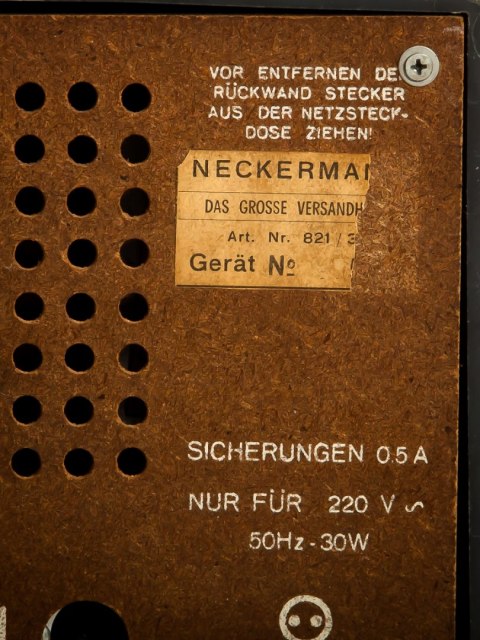 VOR ENTFERNEN DE
RÜCKWAND STECKER
AUS DER NETZSTECK-
DOSE ZIEHEN!
NECKERMA
DAS GROSSE VERSANDH
Art. Nr. 821/3
Gerät No
SICHERUNGEN 0.5 A
NUR FÜR 220 V ~
50Hz - 30W